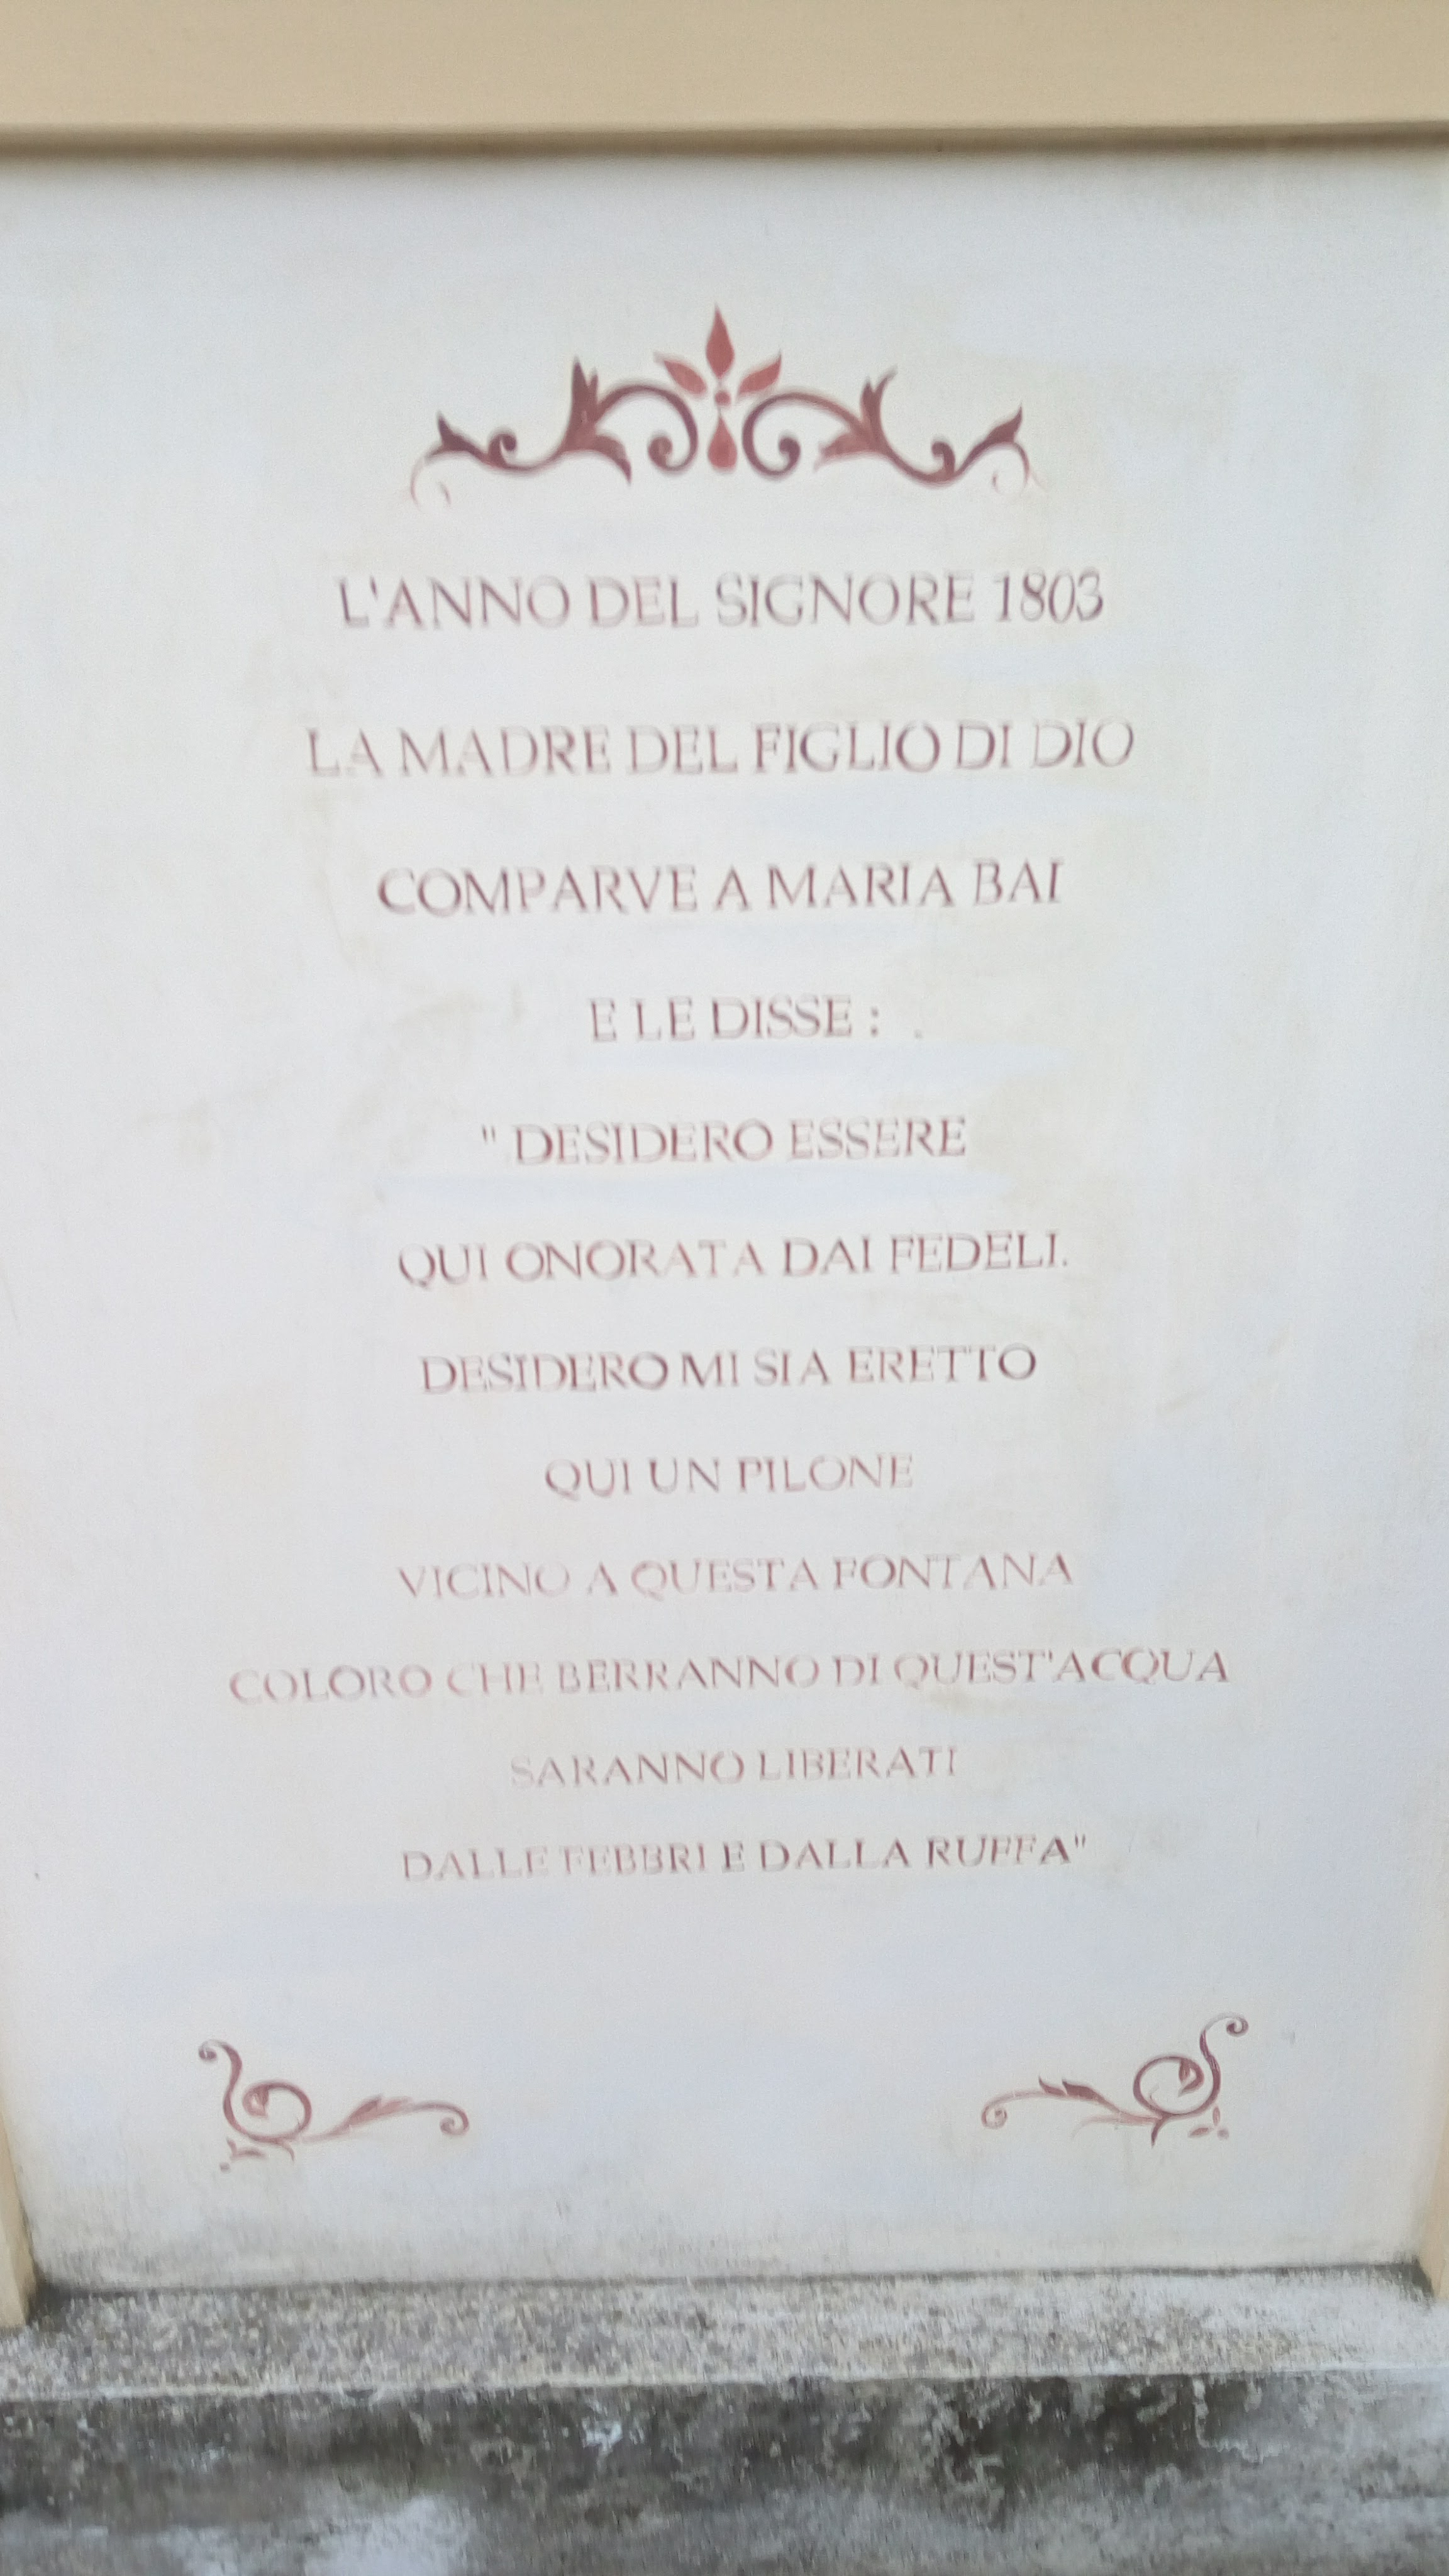 L'ANNO DEL SIGNORE 1803
LA MADRE DEL FIGLIO DI DIO
COMPARVE A MARIA BAI
E LE DISSE :
" DESIDERO ESSERE
QUI ONORATA DAI FEDELI.
DESIDERO MI SIA ERETTO
QUI UN PILONE
VICINO A QUESTA FONTANA
COLORO CHE BERRANNO DI QUEST'ACQUA
SARANNO LIBERATI
DALLE FEBBRI E DALLA RUFFA"